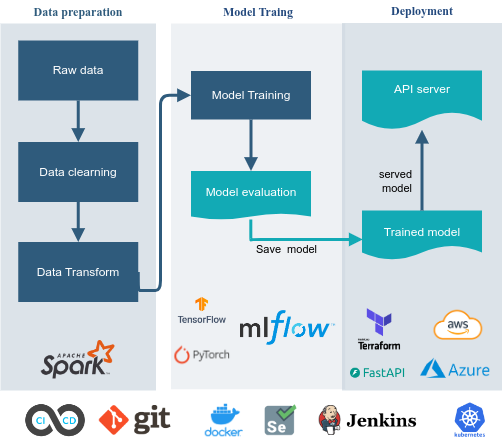 Data preparation
Model Traing
Deployment
Raw data
Data clearning
Data Transform
Model Training
Model evaluation
Save model
API server
served
model
Trained model
APACHE
Spark
TensorFlow
PyTorch
mlflow
Terraform
aws
FastAPI
Azure
CI CD
git
docker
Se
Jenkins
kubernetes